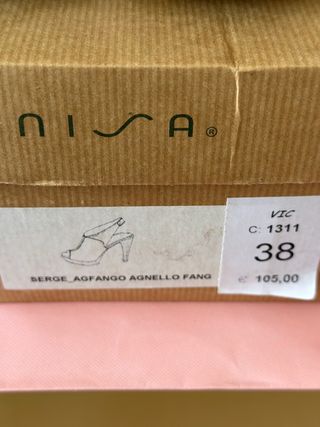 nisa®
VIC
C: 1311
38
€: 105,00
SERGE_AGFANGO AGNELLO FANG